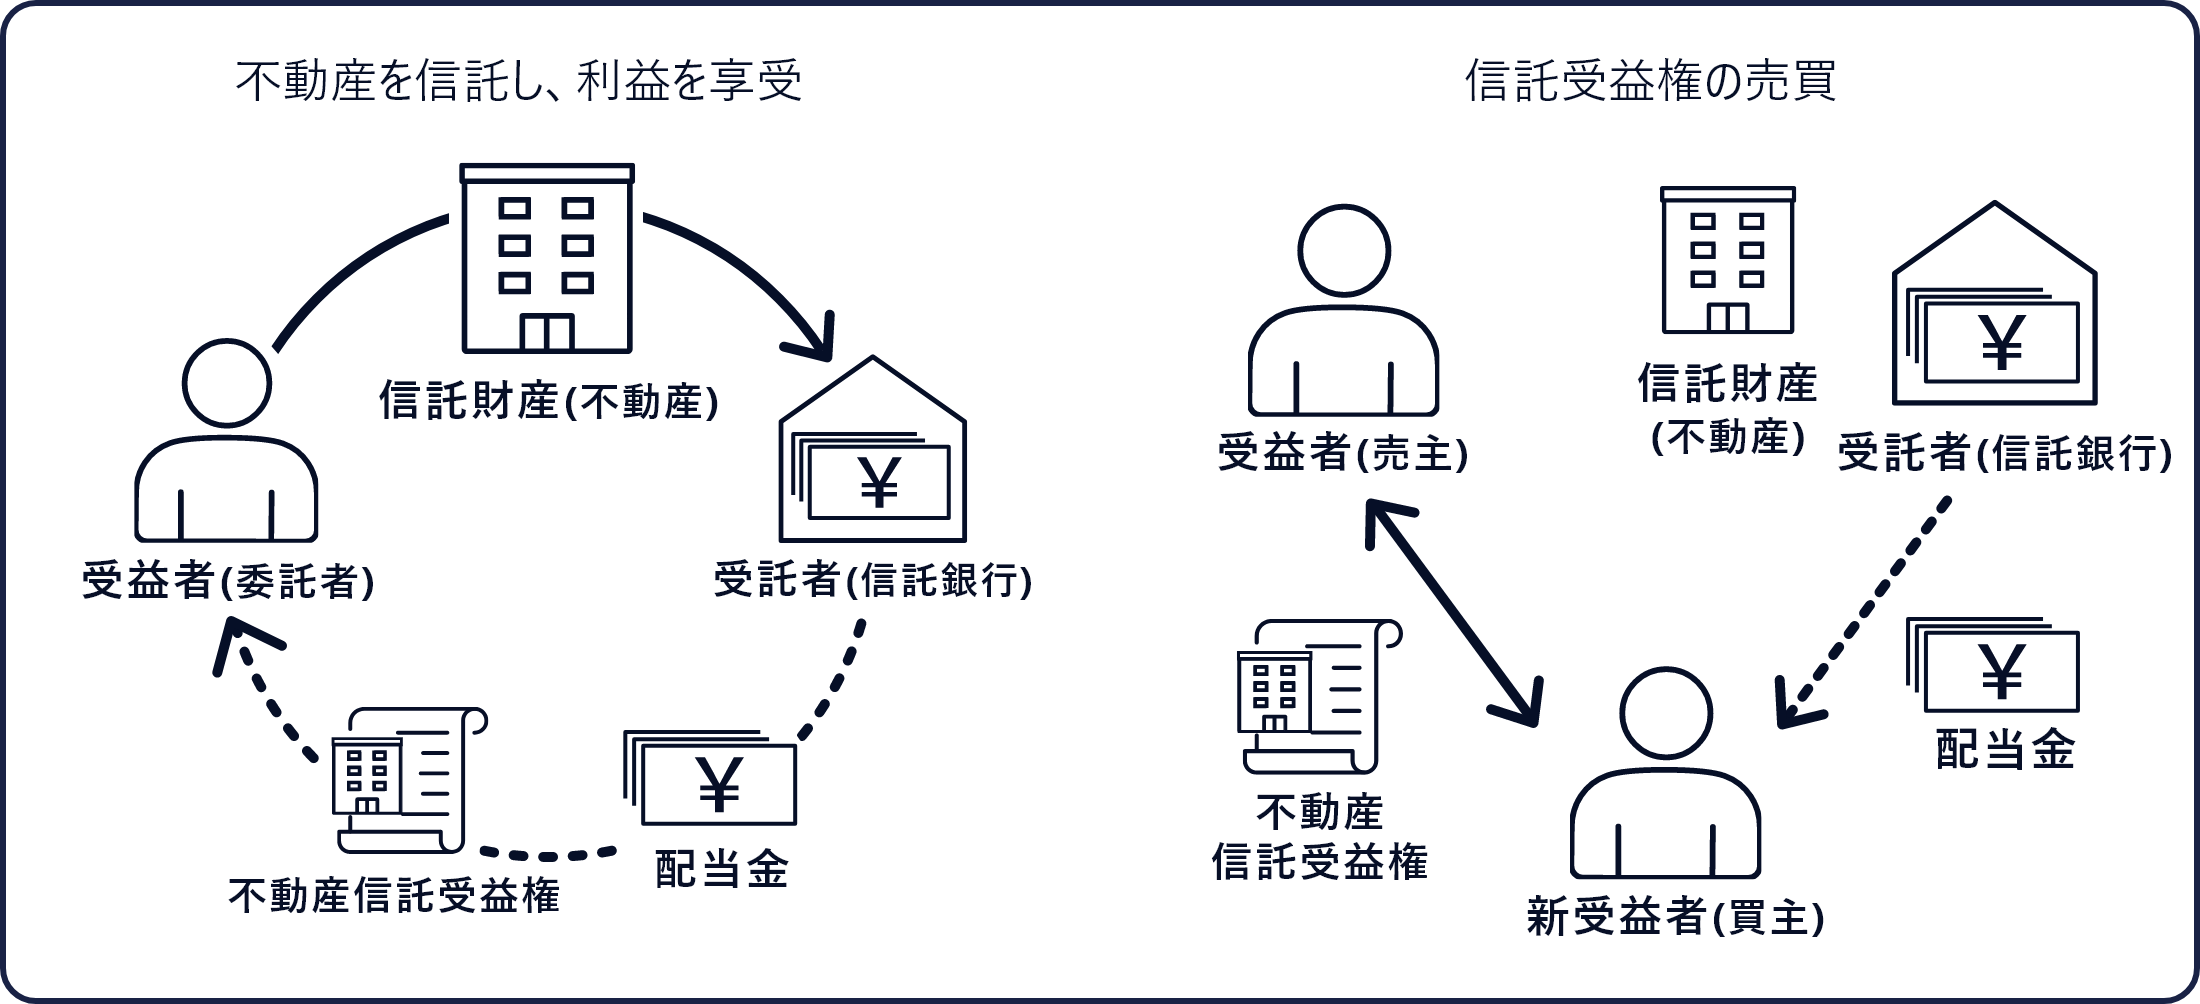 不動産を信託し、利益を享受
信託財産(不動産)
¥
受益者(委託者)
受託者(信託銀行)
¥
不動産信託受益権
配当金
信託受益権の売買
¥
信託財産
(不動産)
受益者(売主)
受託者(信託銀行)
¥
配当金
不動産
信託受益権
新受益者(買主)